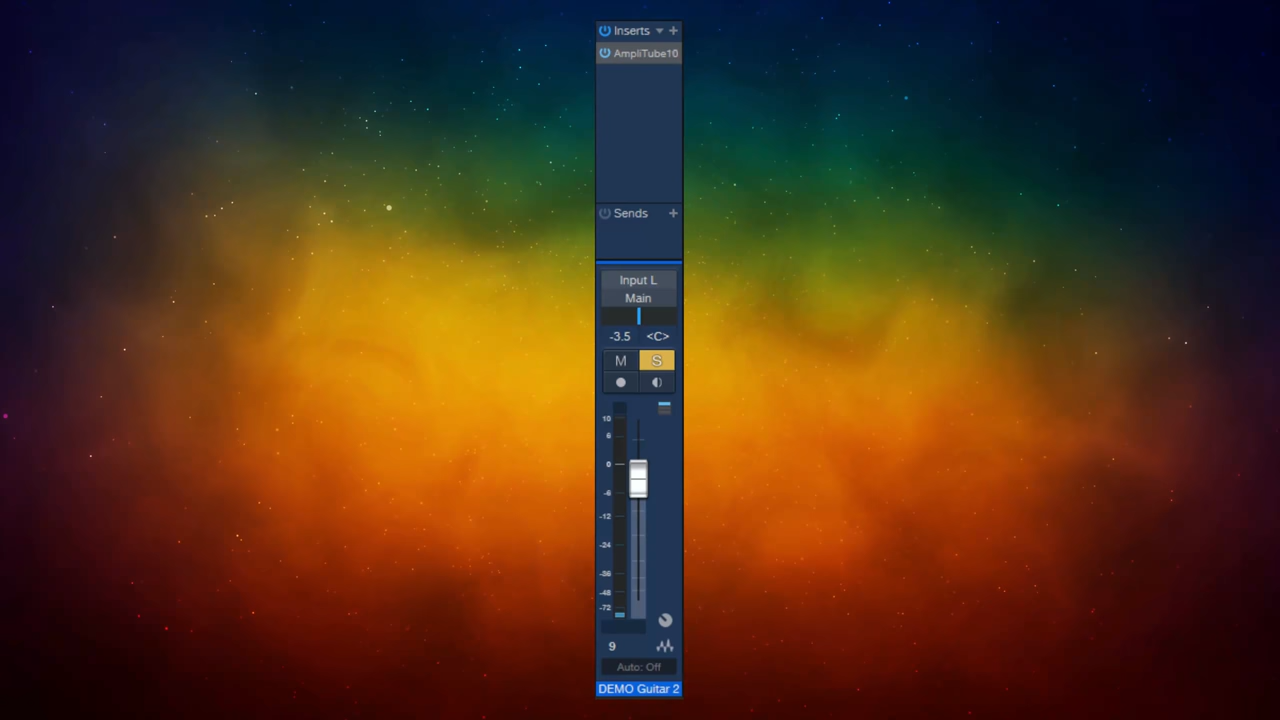 Inserts
AmpliTube10
Sends
Input L
Main
-3.5 <C>
M S
10
6
0
-6
-12
-24
-36
-48
-72
9
Auto: Off
DEMO Guitar 2